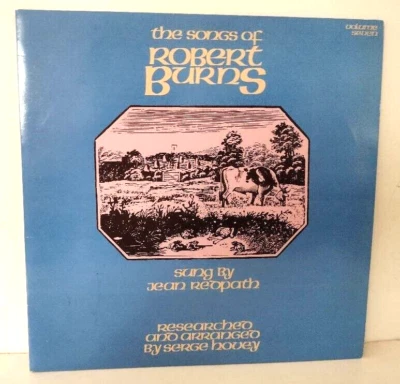 the songs of
Robert
Burns
volume
seven
sung by
jean redpath
researched
and arranged
by serge hovey